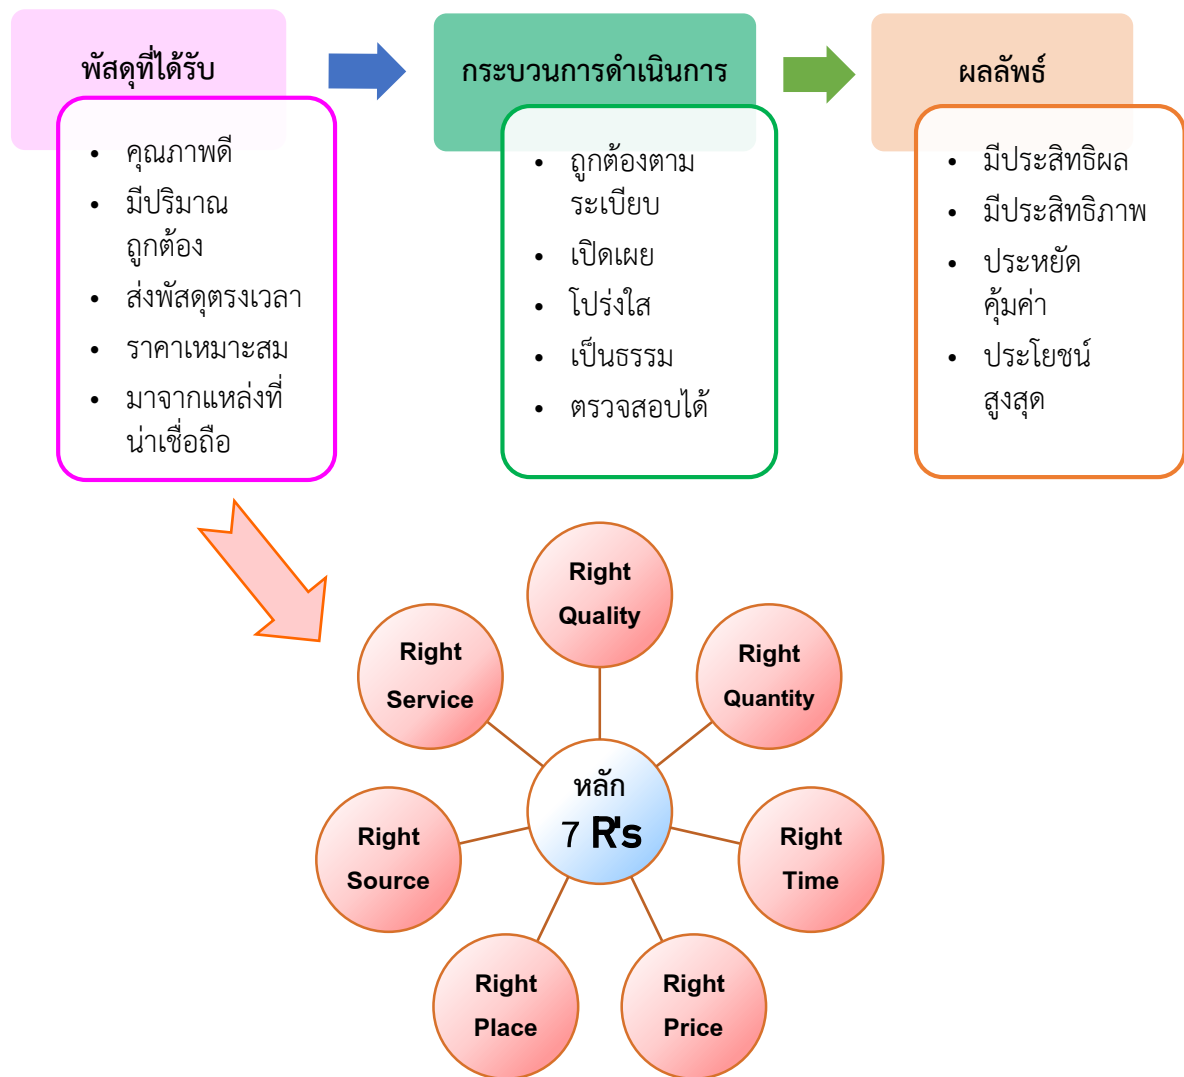 พัสดุที่ได้รับ
• คุณภาพดี
• มีปริมาณ
ถูกต้อง
• ส่งพัสดุตรงเวลา
• ราคาเหมาะสม
• มาจากแหล่งที่
น่าเชื่อถือ
กระบวนการดำเนินการ
• ถูกต้องตาม
ระเบียบ
• เปิดเผย
• โปร่งใส
• เป็นธรรม
• ตรวจสอบได้
ผลลัพธ์
• มีประสิทธิผล
• มีประสิทธิภาพ
• ประหยัด
คุ้มค่า
• ประโยชน์
สูงสุด
หลัก
7 R's
Right
Quality
Right
Quantity
Right
Time
Right
Price
Right
Place
Right
Source
Right
Service